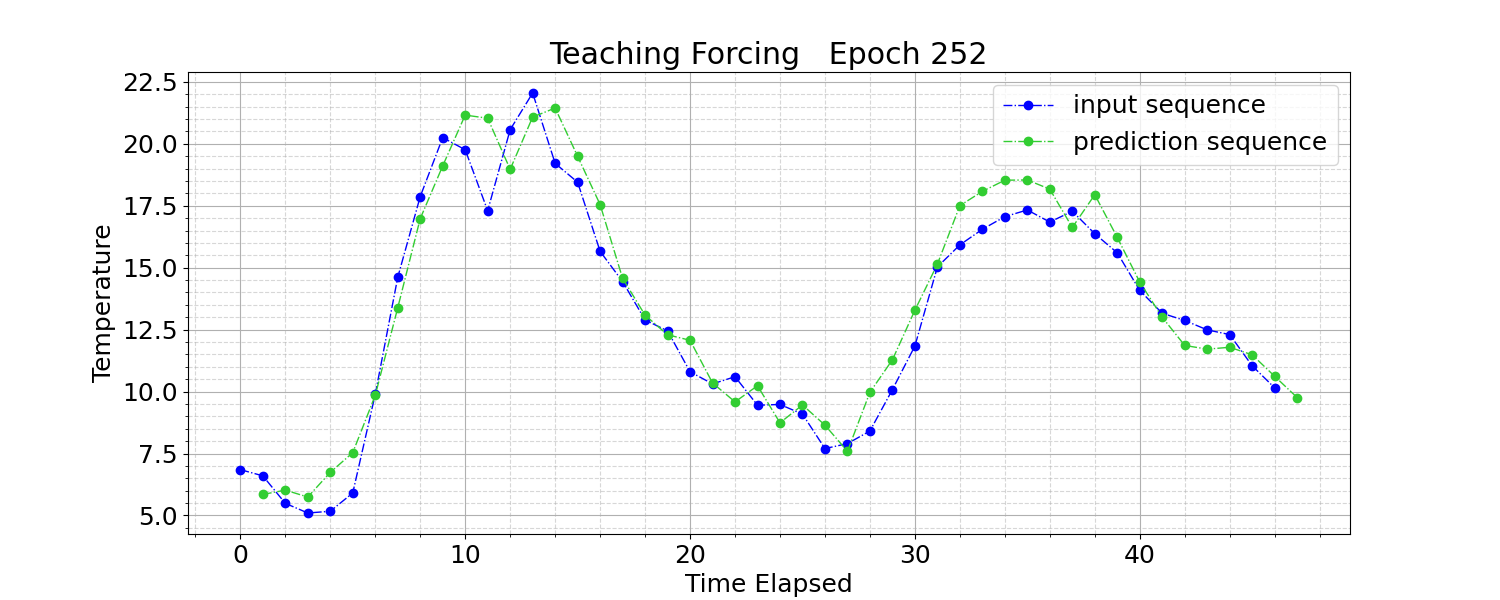 Teaching Forcing   Epoch 252
22.5
20.0
17.5
15.0
12.5
10.0
7.5
5.0
Temperature
input sequence
prediction sequence
0 10 20 30 40
Time Elapsed